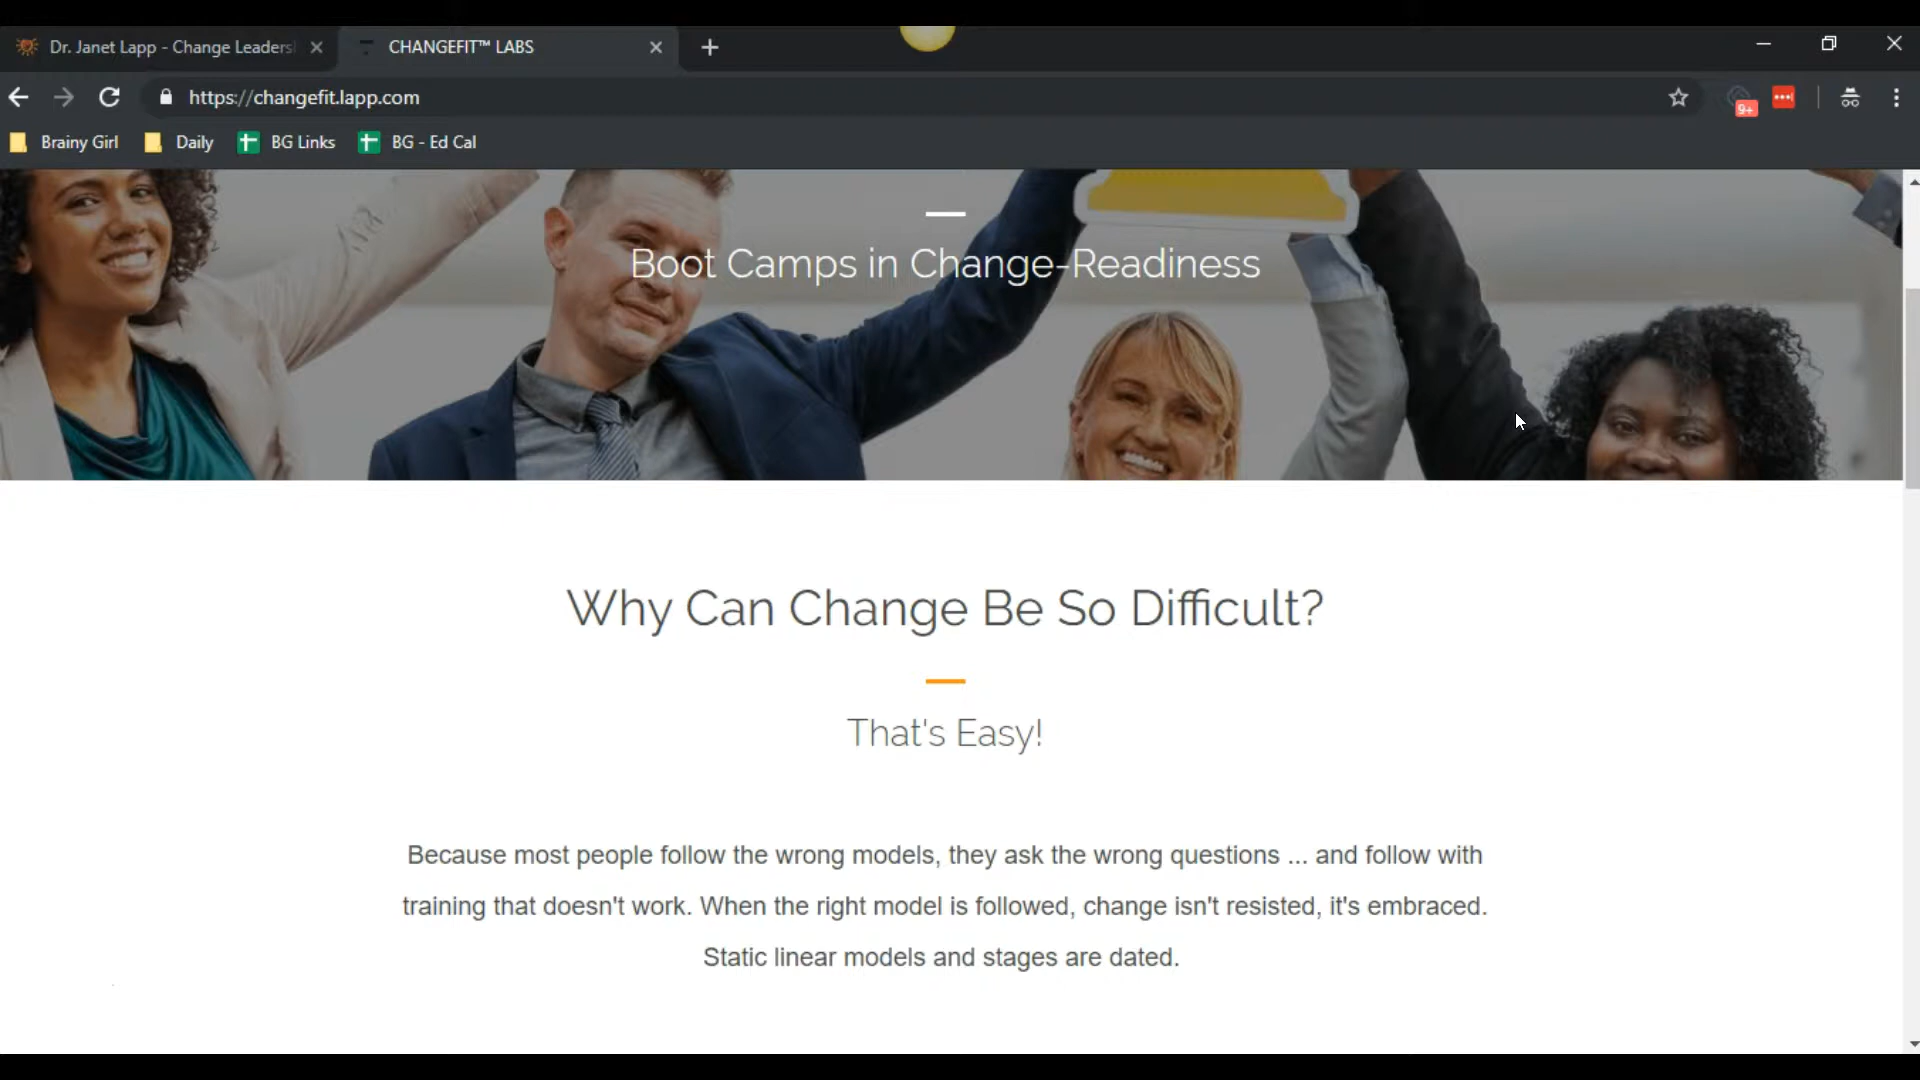 Dr. Janet Lapp - Change Leaders
CHANGEFIT™ LABS
https://changefit.lapp.com
9+
Brainy Girl
Daily
BG Links
BG - Ed Cal
Boot Camps in Change-Readiness
Why Can Change Be So Difficult?
That's Easy!
Because most people follow the wrong models, they ask the wrong questions ... and follow with
training that doesn't work. When the right model is followed, change isn't resisted, it's embraced.
Static linear models and stages are dated.